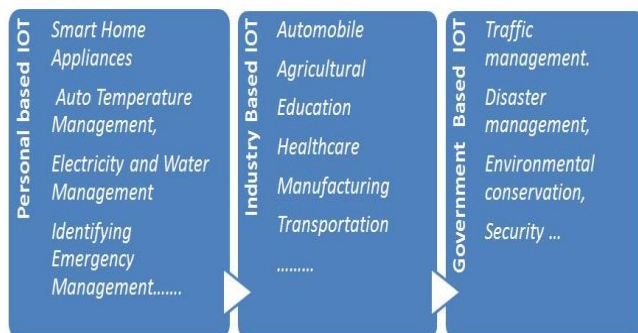 Personal based IOT
Smart Home
Appliances
Auto Temperature
Management,
Electricity and Water
Management
Identifying
Emergency
Management.......
Industry Based IOT
Automobile
Agricultural
Education
Healthcare
Manufacturing
Transportation
.........
Government Based IOT
Traffic
management.
Disaster
management,
Environmental
conservation,
Security ...